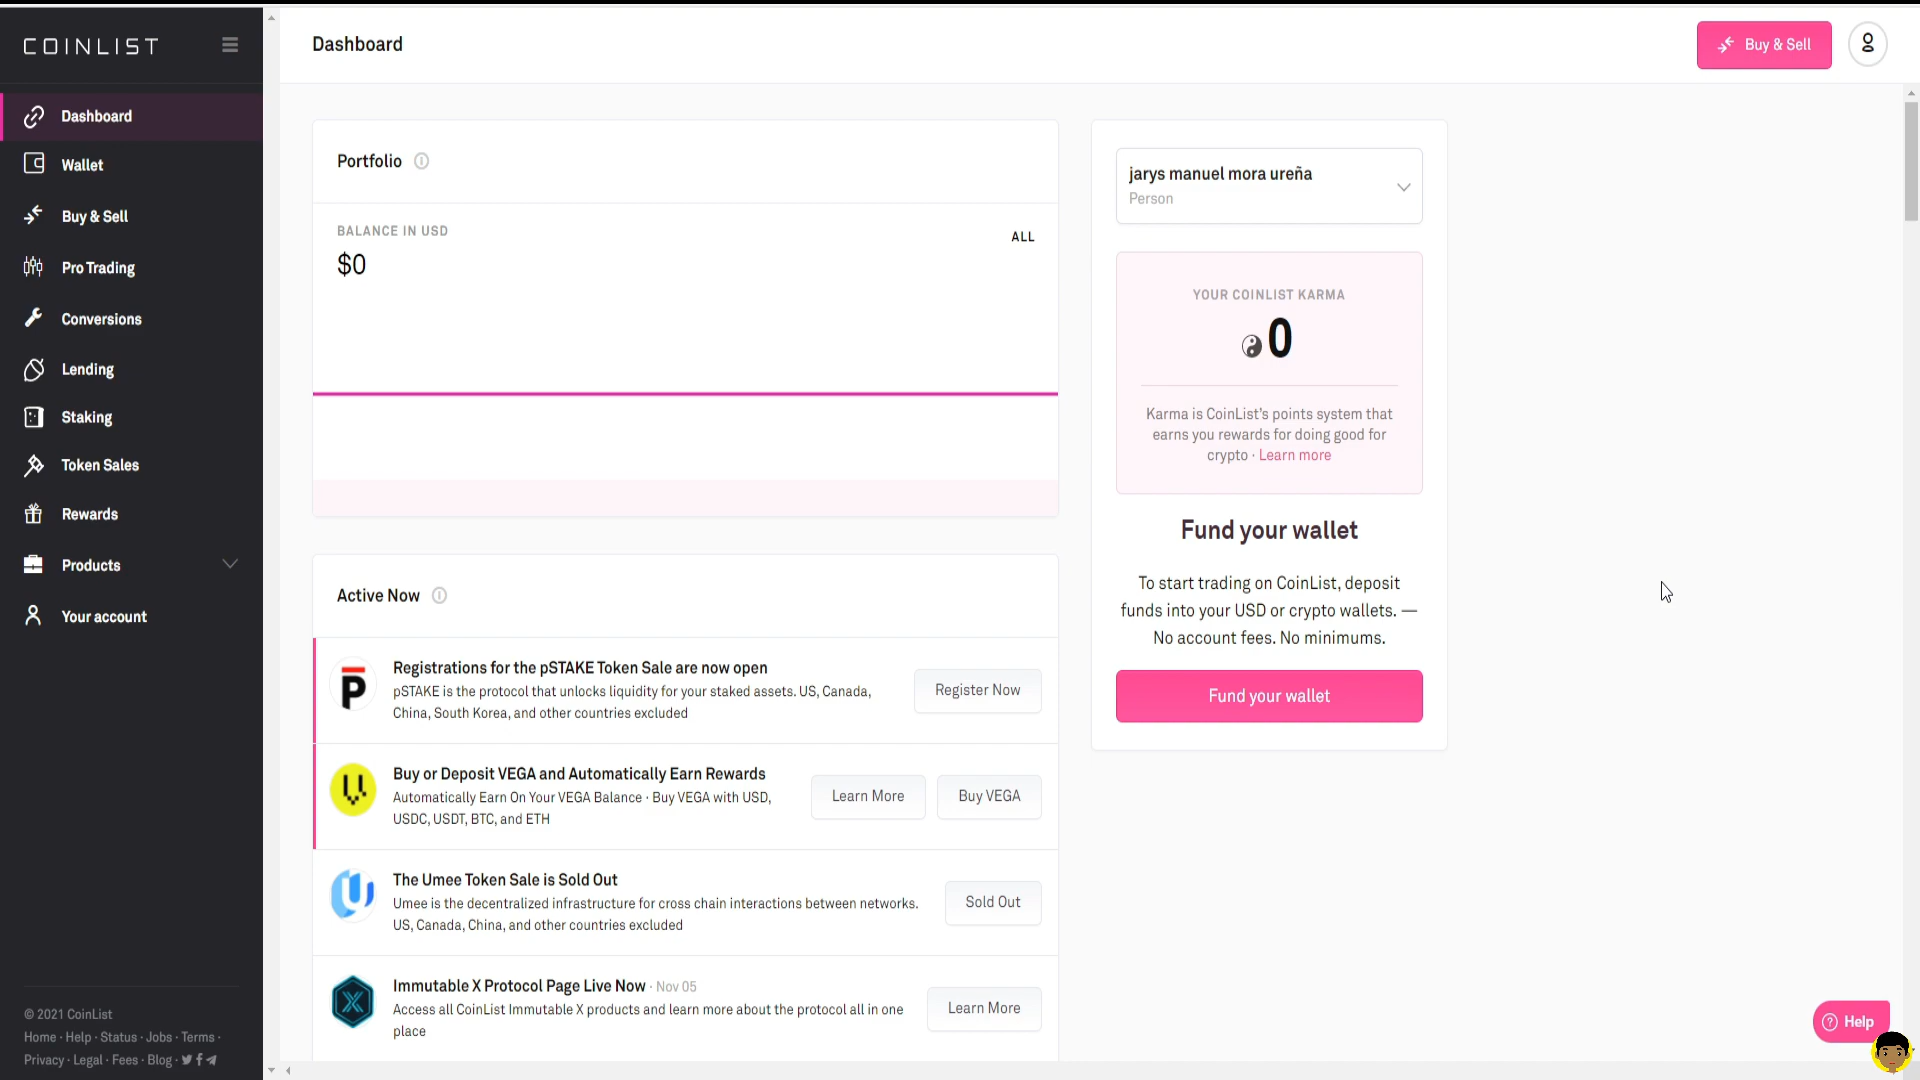 COINLIST
Dashboard
Wallet
Buy & Sell
Pro Trading
Conversions
Lending
Staking
Token Sales
Rewards
Products
Your account
© 2021 CoinList
Home · Help · Status · Jobs · Terms ·
Privacy · Legal · Fees · Blog ·
Dashboard
Buy & Sell
Portfolio
BALANCE IN USD
ALL
$0
Active Now
Registrations for the pSTAKE Token Sale are now open
pSTAKE is the protocol that unlocks liquidity for your staked assets. US, Canada,
China, South Korea, and other countries excluded
Register Now
Buy or Deposit VEGA and Automatically Earn Rewards
Automatically Earn On Your VEGA Balance · Buy VEGA with USD,
USDC, USDT, BTC, and ETH
Learn More
Buy VEGA
The Umee Token Sale is Sold Out
Umee is the decentralized infrastructure for cross chain interactions between networks.
US, Canada, China, and other countries excluded
Sold Out
Immutable X Protocol Page Live Now · Nov 05
Access all CoinList Immutable X products and learn more about the protocol all in one
place
Learn More
jarys manuel mora ureña
Person
YOUR COINLIST KARMA
0
Karma is CoinList's points system that
earns you rewards for doing good for
crypto · Learn more
Fund your wallet
To start trading on CoinList, deposit
funds into your USD or crypto wallets. —
No account fees. No minimums.
Fund your wallet
Help